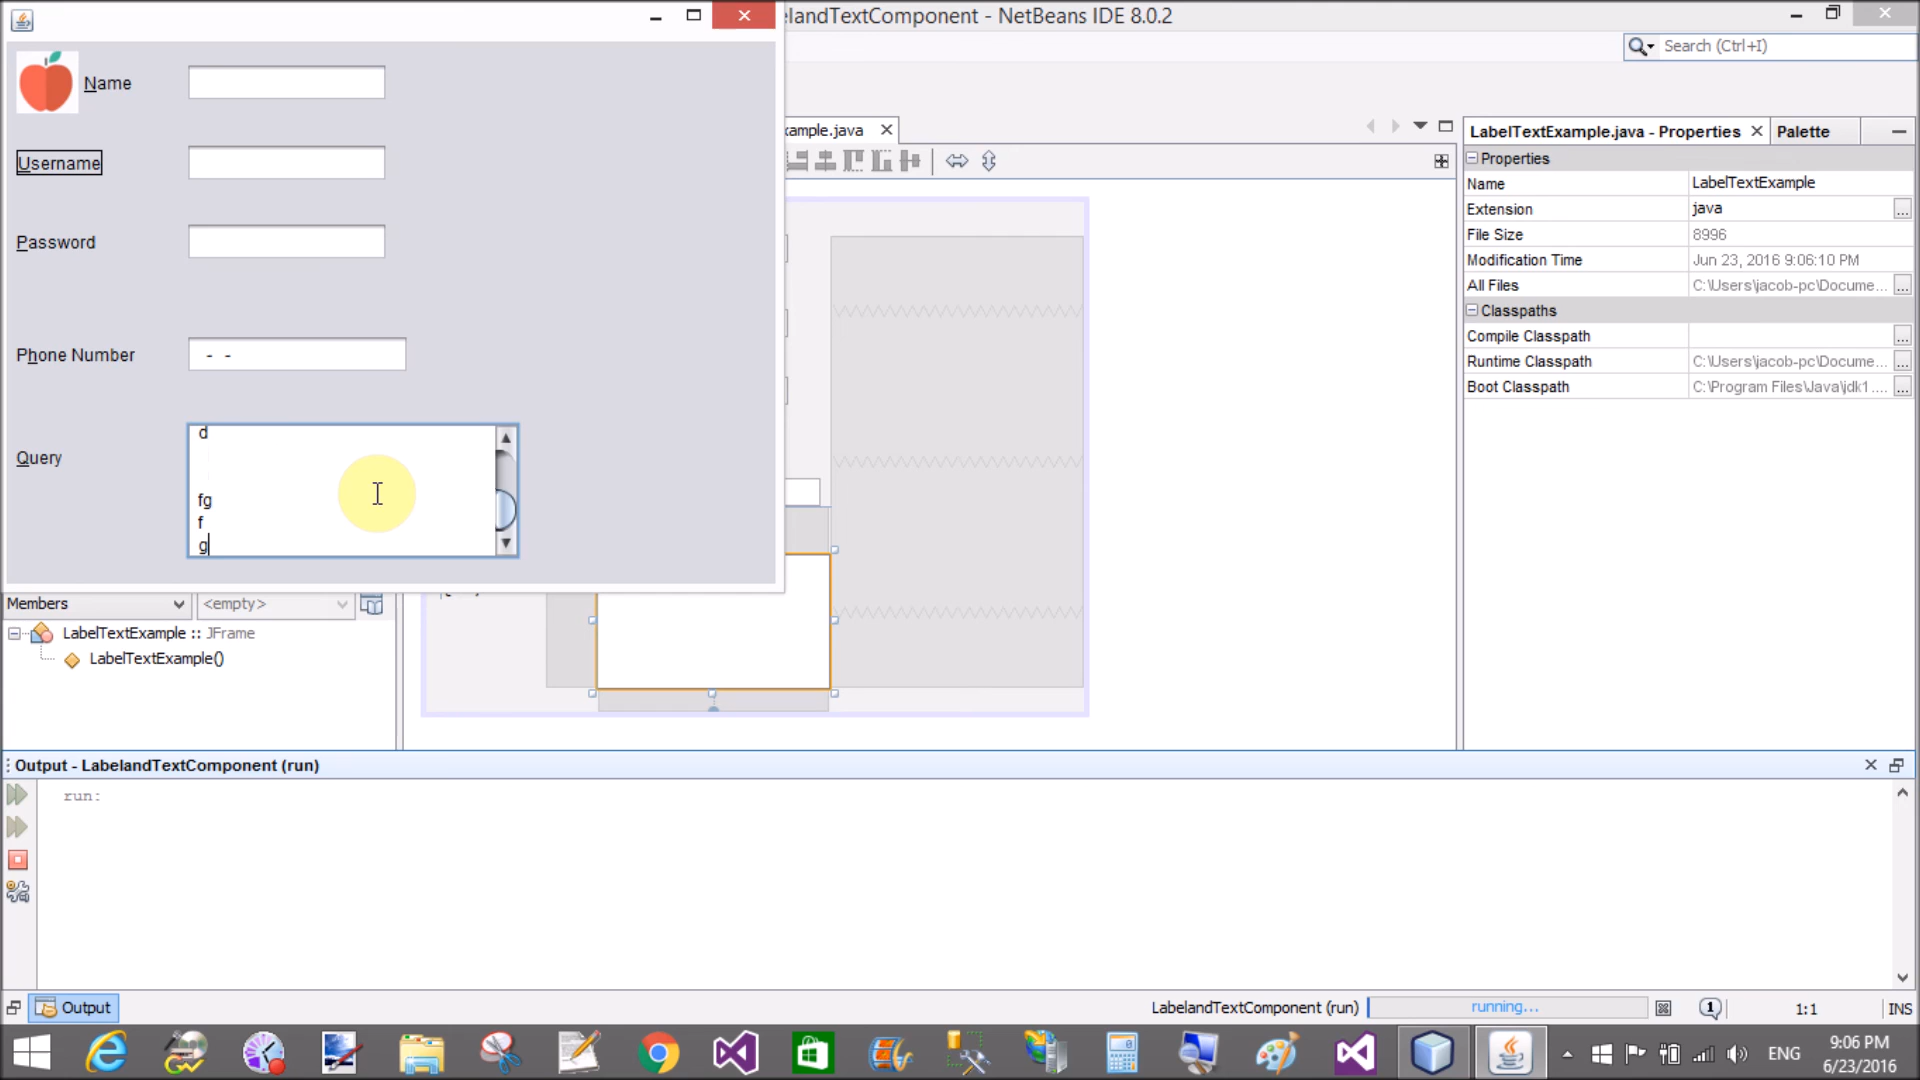 landTextComponent - NetBeans IDE 8.0.2
Search (Ctrl+I)
Name
Username
Password
Phone Number
- -
Query
d
fg
f
g
ample.java
LabelTextExample.java - Properties
Palette
Properties
Name LabelTextExample
Extension java
...
File Size 8996
Modification Time Jun 23, 2016 9:06:10 PM
All Files C:\Users\jacob-pc\Docume...
...
Classpaths
Compile Classpath
...
Runtime Classpath C:\Users\jacob-pc\Docume...
...
Boot Classpath C:\Program Files\Java\jdk1....
...
Members
<empty>
LabelTextExample :: JFrame
LabelTextExample()
Output - LabelandTextComponent (run)
run:
Output
LabelandTextComponent (run)
running...
1
1:1
INS
ENG
9:06 PM
6/23/2016